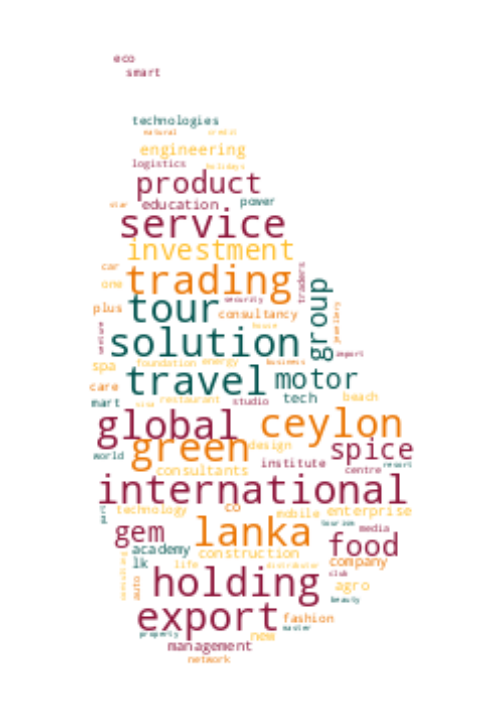 eco
smart
technologies
natural credit
engineering
logistics holidays
product
star education power
service
investment
car trading traders
one tour security group
plus consultancy jewellery
house
solution import
spa foundation energy business
travel motor
care restaurant tech beach
mart visa studio
global ceylon
green design spice
world consultants institute centre resort
international
part technology co mobile enterprise
gem lanka tourism media
academy construction food
lk life distributor company
consulting auto holding club agro
beauty
export fashion
property new master
management
network